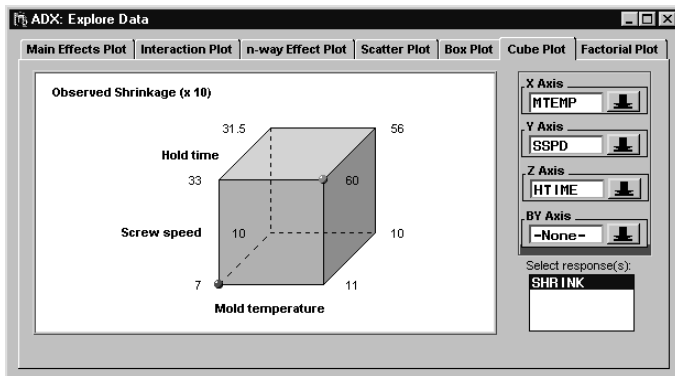 ADX: Explore Data
Main Effects Plot Interaction Plot n-way Effect Plot Scatter Plot Box Plot Cube Plot Factorial Plot
Observed Shrinkage (x 10)
31.5 56
Hold time
33 60
Screw speed 10 10
7 11
Mold temperature
X Axis
MTEMP
Y Axis
SSPD
Z Axis
HTIME
BY Axis
-None-
Select response(s):
SHRINK